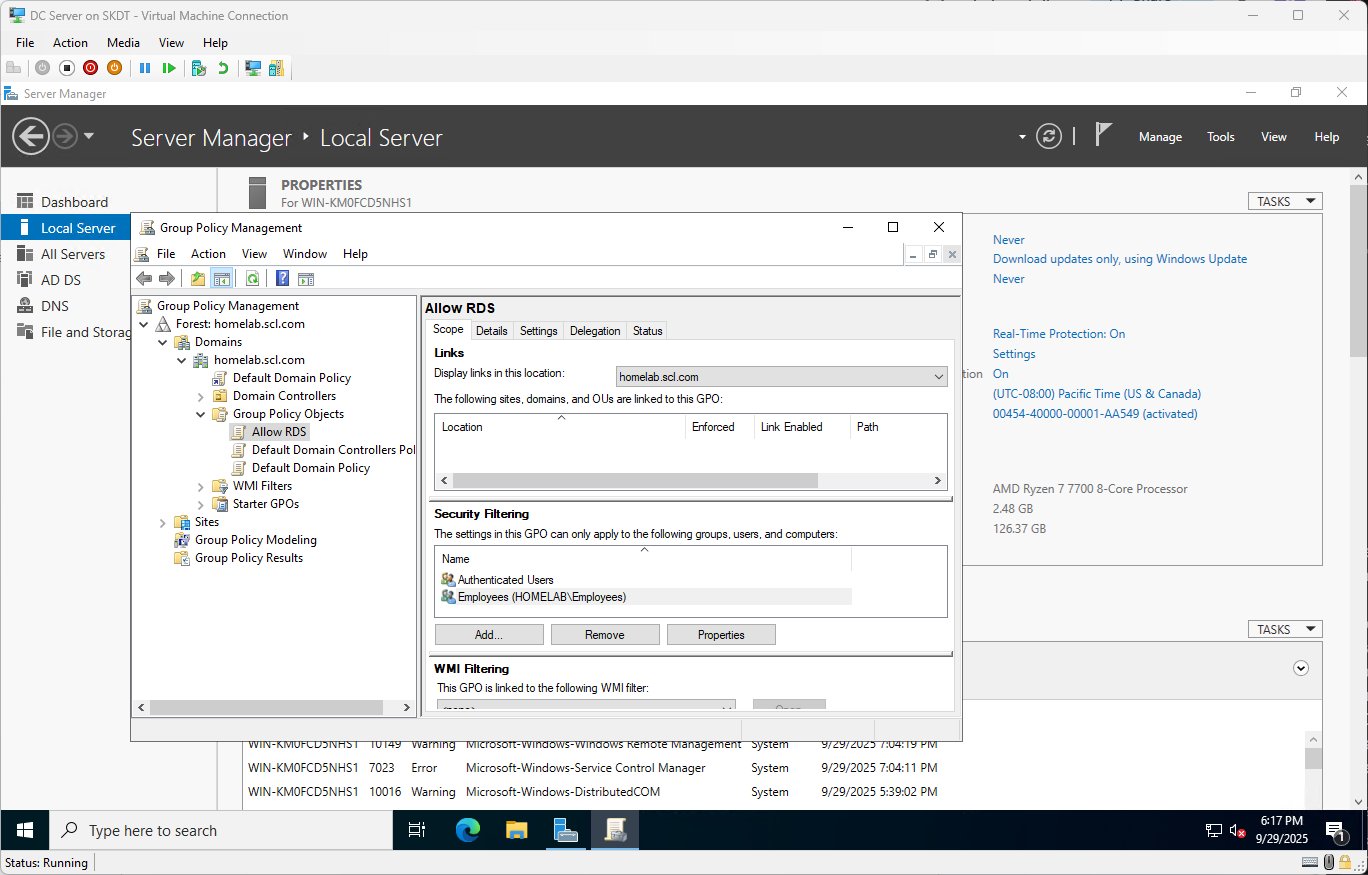 DC Server on SKDT - Virtual Machine Connection
File Action Media View Help
Server Manager
Server Manager Local Server
Manage Tools View Help
Dashboard
Local Server
All Servers
AD DS
DNS
File and Storag
PROPERTIES
For WIN-KM0FCD5NHS1
TASKS
Never
Download updates only, using Windows Update
Never
Real-Time Protection: On
Settings
tion On
(UTC-08:00) Pacific Time (US & Canada)
00454-40000-00001-AA549 (activated)
AMD Ryzen 7 7700 8-Core Processor
2.48 GB
126.37 GB
TASKS
Group Policy Management
File Action View Window Help
Group Policy Management
Forest: homelab.scl.com
Domains
homelab.scl.com
Default Domain Policy
Domain Controllers
Group Policy Objects
Allow RDS
Default Domain Controllers Pol
Default Domain Policy
WMI Filters
Starter GPOs
Sites
Group Policy Modeling
Group Policy Results
Allow RDS
Scope Details Settings Delegation Status
Links
Display links in this location: homelab.scl.com
The following sites, domains, and OUs are linked to this GPO:
Location Enforced Link Enabled Path
Security Filtering
The settings in this GPO can only apply to the following groups, users, and computers:
Name
Authenticated Users
Employees (HOMELAB\Employees)
Add... Remove Properties
WMI Filtering
This GPO is linked to the following WMI filter:
<none> Open
WIN-KM0FCD5NHS1 10149 Warning Microsoft-Windows-Windows Remote Management System 9/29/2025 7:04:19 PM
WIN-KM0FCD5NHS1 7023 Error Microsoft-Windows-Service Control Manager System 9/29/2025 7:04:11 PM
WIN-KM0FCD5NHS1 10016 Warning Microsoft-Windows-DistributedCOM System 9/29/2025 5:39:02 PM
Type here to search
6:17 PM
9/29/2025
1
Status: Running